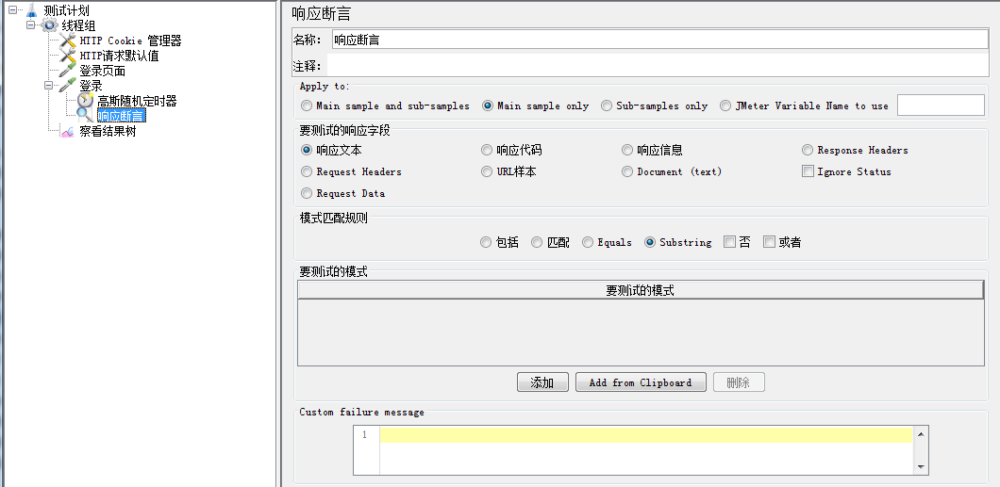 测试计划
线程组
HTTP Cookie 管理器
HTTP请求默认值
登录页面
登录
高斯随机定时器
响应断言
察看结果树
响应断言
名称： 响应断言
注释：
Apply to:
Main sample and sub-samples Main sample only Sub-samples only JMeter Variable Name to use
要测试的响应字段
响应文本 响应代码 响应信息 Response Headers
Request Headers URL样本 Document (text) Ignore Status
Request Data
模式匹配规则
包括 匹配 Equals Substring 否 或者
要测试的模式
要测试的模式
添加 Add from Clipboard 删除
Custom failure message
1